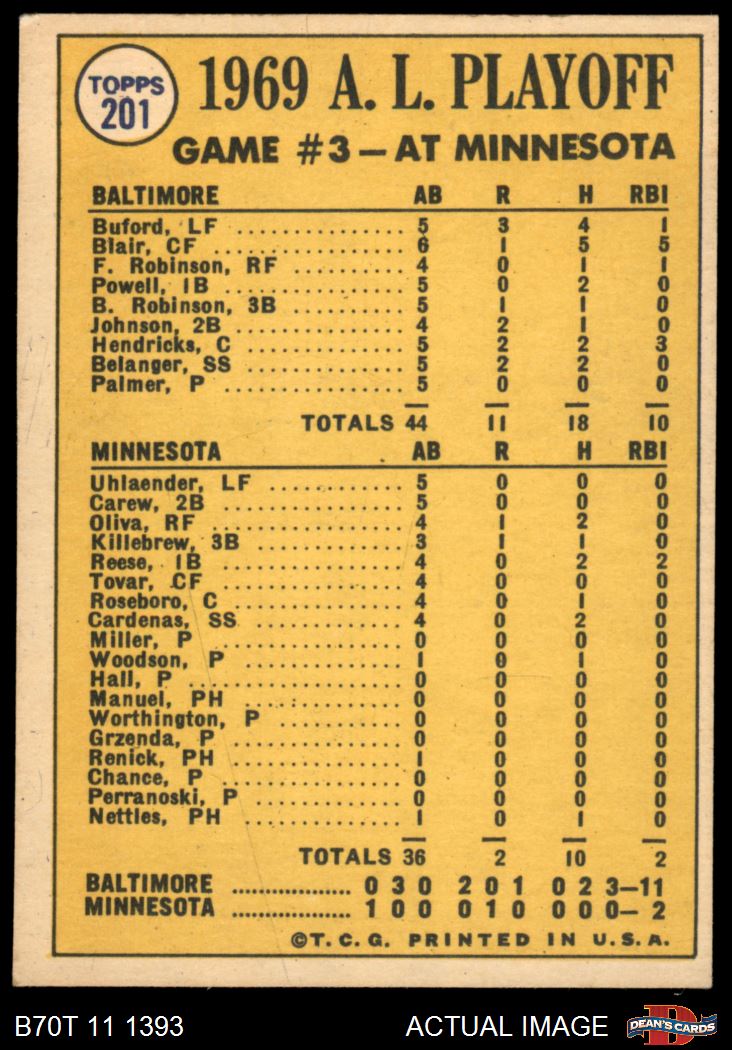 TOPPS
201
1969 A. L. PLAYOFF
GAME #3 – AT MINNESOTA
BALTIMORE AB R H RBI
Buford, LF .................. 5 3 4 1
Blair, CF .................. 6 1 5 5
F. Robinson, RF .......... 4 0 1 1
Powell, 1B .................. 5 0 2 0
B. Robinson, 3B .......... 5 1 1 0
Johnson, 2B .............. 4 2 1 0
Hendricks, C .............. 5 2 2 3
Belanger, SS .............. 5 2 2 0
Palmer, P .................. 5 0 0 0
TOTALS 44 11 18 10
MINNESOTA AB R H RBI
Uhlaender, LF ............ 5 0 0 0
Carew, 2B .................. 5 0 0 0
Oliva, RF .................. 4 1 2 0
Killebrew, 3B ............ 3 1 1 0
Reese, 1B .................. 4 0 2 2
Tovar, CF .................. 4 0 0 0
Roseboro, C .............. 4 0 1 0
Cardenas, SS .............. 4 0 2 0
Miller, P .................. 0 0 0 0
Woodson, P .............. 1 0 1 0
Hall, P .................. 0 0 0 0
Manuel, PH .............. 0 0 0 0
Worthington, P .......... 0 0 0 0
Grzenda, P .............. 0 0 0 0
Renick, PH .............. 1 0 0 0
Chance, P .................. 0 0 0 0
Perranoski, P ............ 0 0 0 0
Nettles, PH .............. 1 0 1 0
TOTALS 36 2 10 2
BALTIMORE .................. 0 3 0 2 0 1 0 2 3–11
MINNESOTA .................. 1 0 0 0 1 0 0 0 0– 2
©T. C. G. PRINTED IN U. S. A.
B70T 11 1393 ACTUAL IMAGE D DEAN'S CARDS